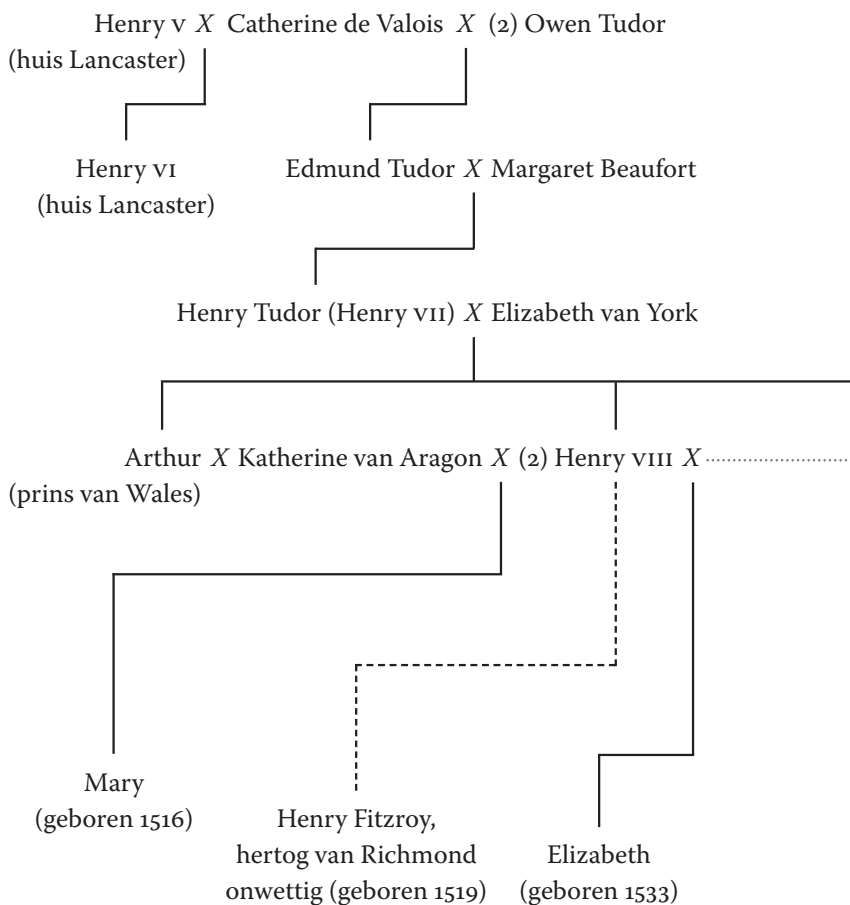 Henry V X Catherine de Valois X (2) Owen Tudor
(huis Lancaster)
Henry VI
(huis Lancaster)
Edmund Tudor X Margaret Beaufort
Henry Tudor (Henry VII) X Elizabeth van York
Arthur X Katherine van Aragon X (2) Henry VIII X
(prins van Wales)
Mary
(geboren 1516)
Henry Fitzroy,
hertog van Richmond
onwettig (geboren 1519)
Elizabeth
(geboren 1533)